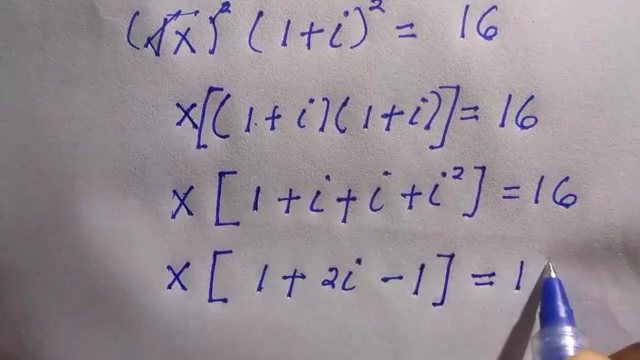 (√x)² (1+i)² = 16
x[(1+i)(1+i)] = 16
x[1+i+i+i²] = 16
x[1+2i-1] = 1